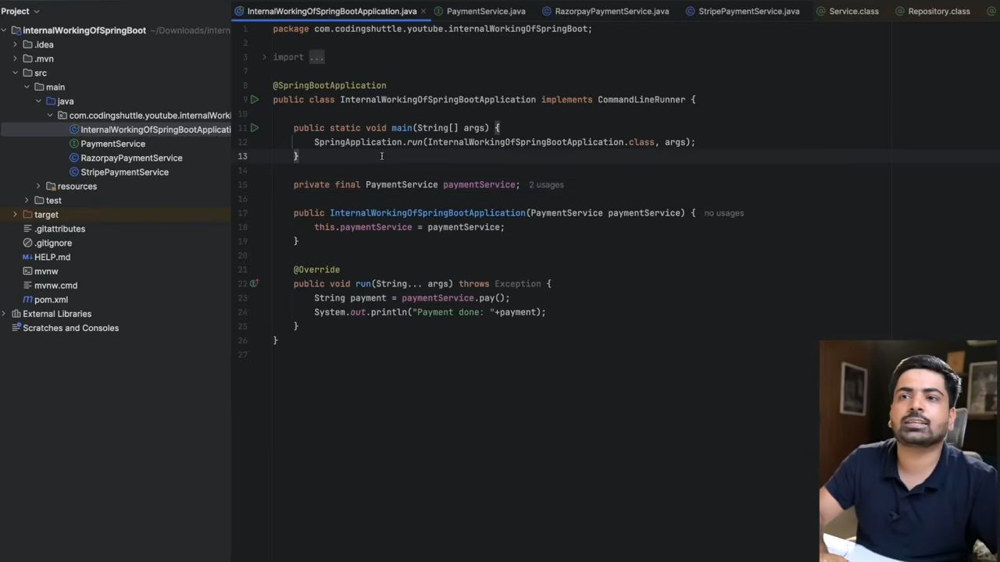 Project
internalWorkingOfSpringBoot ~/Downloads/intern
.idea
.mvn
src
main
java
com.codingshuttle.youtube.internalWorki
InternalWorkingOfSpringBootApplicati
PaymentService
RazorpayPaymentService
StripePaymentService
resources
test
target
.gitattributes
.gitignore
HELP.md
mvnw
mvnw.cmd
pom.xml
External Libraries
Scratches and Consoles
InternalWorkingOfSpringBootApplication.java PaymentService.java RazorpayPaymentService.java StripePaymentService.java Service.class Repository.class
1 package com.codingshuttle.youtube.internalWorkingOfSpringBoot;
2
3 import ...
7
8 @SpringBootApplication
9 public class InternalWorkingOfSpringBootApplication implements CommandLineRunner {
10
11 public static void main(String[] args) {
12 SpringApplication.run(InternalWorkingOfSpringBootApplication.class, args);
13 }
14
15 private final PaymentService paymentService; 2 usages
16
17 public InternalWorkingOfSpringBootApplication(PaymentService paymentService) { no usages
18 this.paymentService = paymentService;
19 }
20
21 @Override
22 public void run(String... args) throws Exception {
23 String payment = paymentService.pay();
24 System.out.println("Payment done: "+payment);
25 }
26 }
27